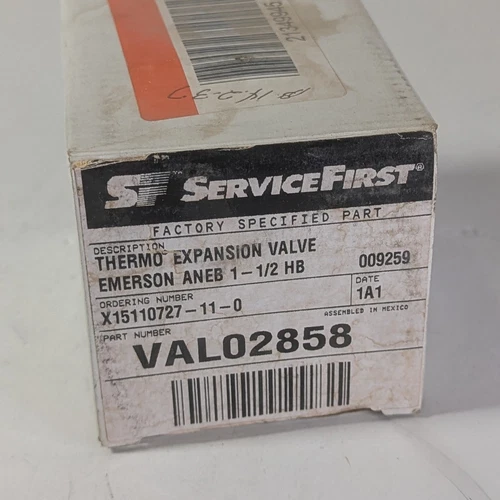 21349945
SF SERVICEFIRST®
FACTORY SPECIFIED PART
DESCRIPTION
THERMO EXPANSION VALVE
EMERSON ANEB 1-1/2 HB
009259
ORDERING NUMBER
X15110727-11-0
DATE
1A1
ASSEMBLED IN MEXICO
PART NUMBER
VAL02858